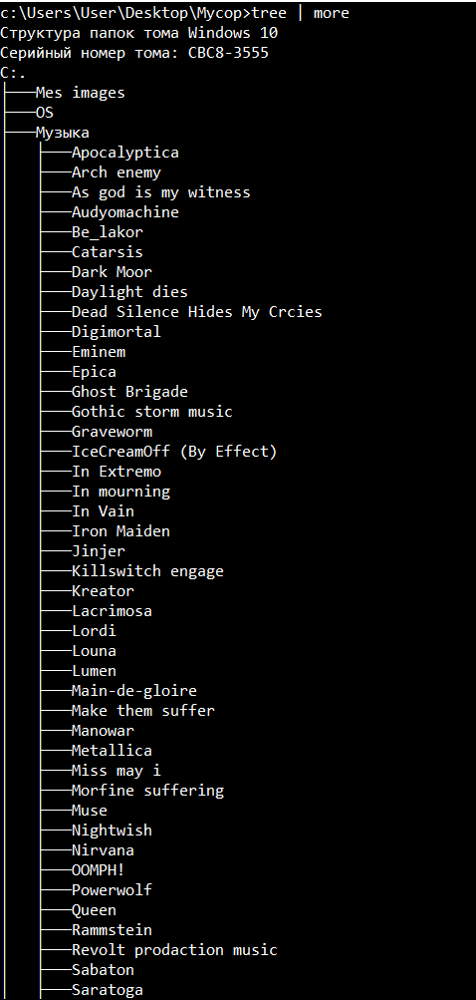 c:\Users\User\Desktop\Мусор>tree | more
Структура папок тома Windows 10
Серийный номер тома: CBC8-3555
C:.
├───Mes images
├───OS
├───Музыка
│   ├───Apocalyptica
│   ├───Arch enemy
│   ├───As god is my witness
│   ├───Audyomachine
│   ├───Be_lakor
│   ├───Catarsis
│   ├───Dark Moor
│   ├───Daylight dies
│   ├───Dead Silence Hides My Crcies
│   ├───Digimortal
│   ├───Eminem
│   ├───Epica
│   ├───Ghost Brigade
│   ├───Gothic storm music
│   ├───Graveworm
│   ├───IceCreamOff (By Effect)
│   ├───In Extremo
│   ├───In mourning
│   ├───In Vain
│   ├───Iron Maiden
│   ├───Jinjer
│   ├───Killswitch engage
│   ├───Kreator
│   ├───Lacrimosa
│   ├───Lordi
│   ├───Louna
│   ├───Lumen
│   ├───Main-de-gloire
│   ├───Make them suffer
│   ├───Manowar
│   ├───Metallica
│   ├───Miss may i
│   ├───Morfine suffering
│   ├───Muse
│   ├───Nightwish
│   ├───Nirvana
│   ├───OOMPH!
│   ├───Powerwolf
│   ├───Queen
│   ├───Rammstein
│   ├───Revolt prodaction music
│   ├───Sabaton
│   ├───Saratoga